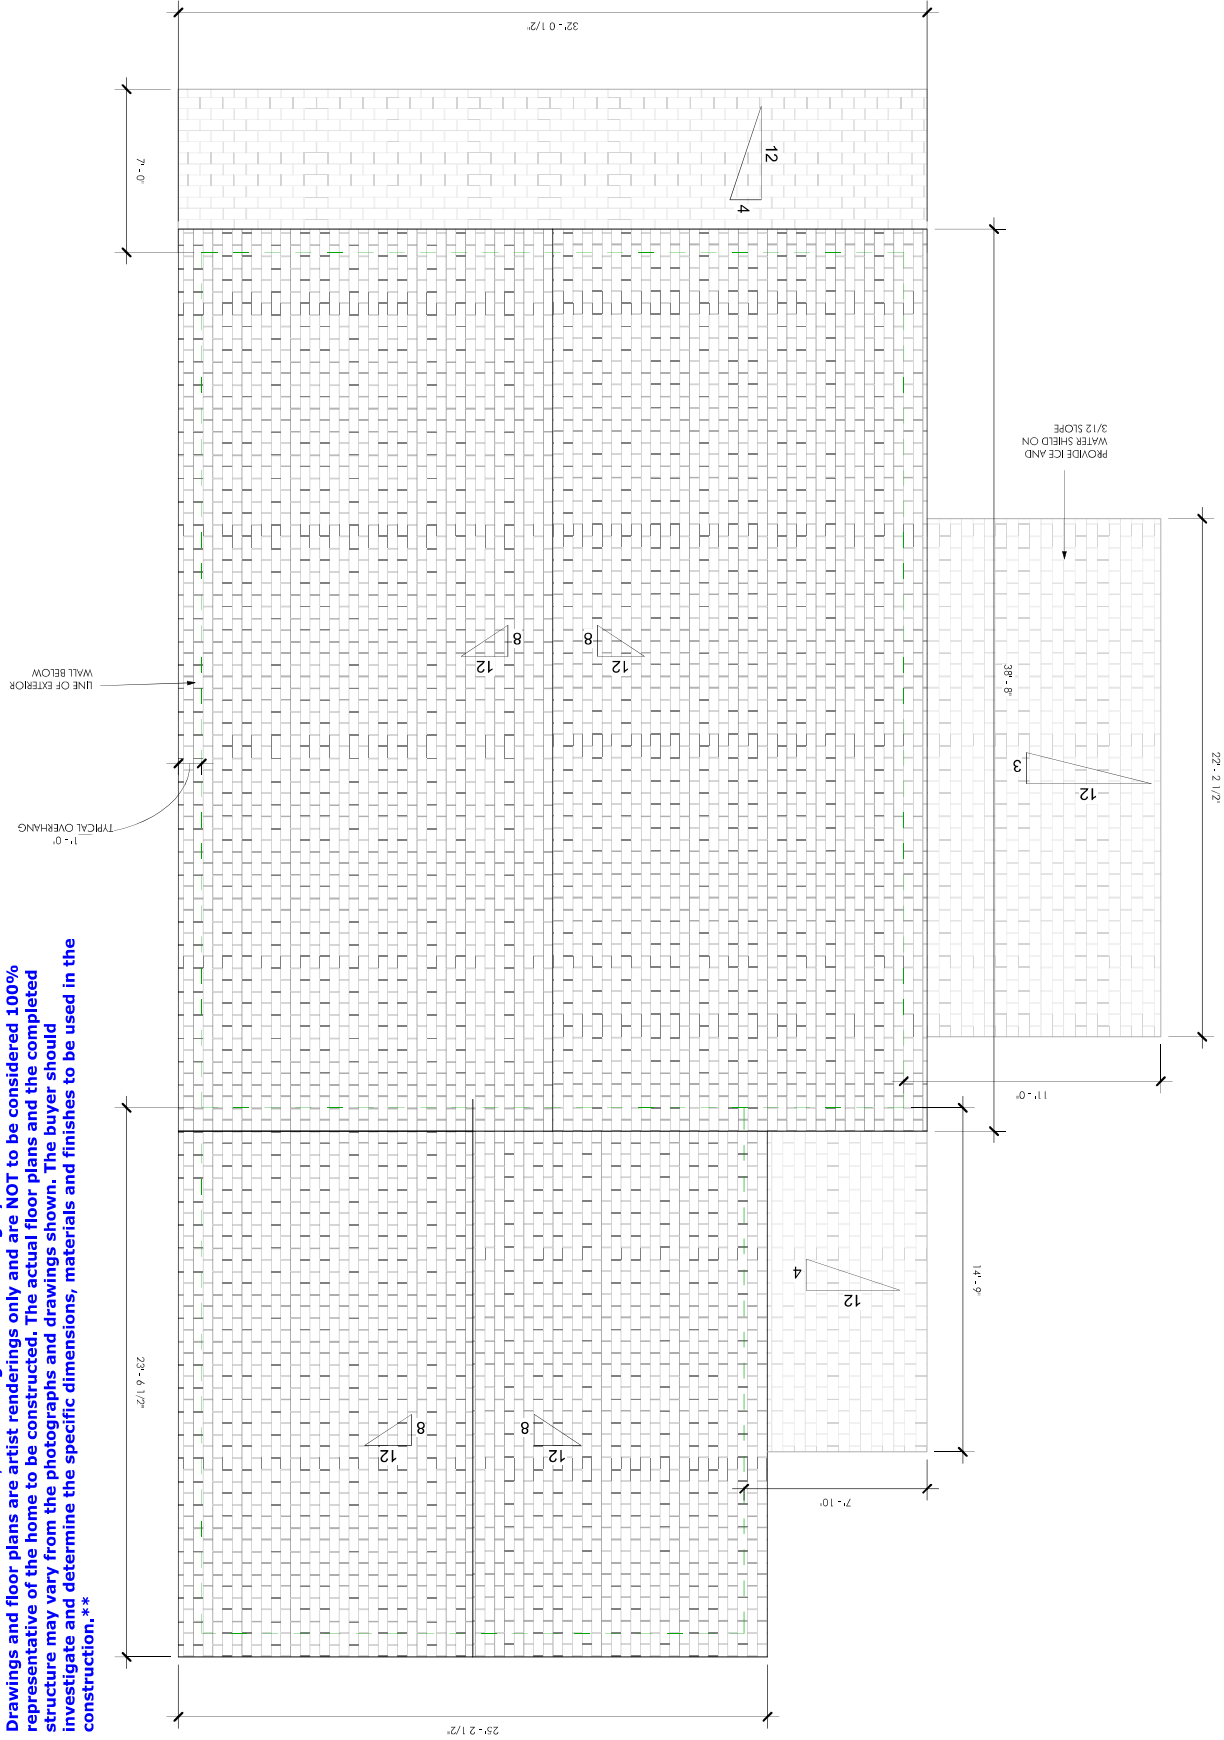 32' - 0 1/2"
7' - 0"
12
4
PROVIDE ICE AND
WATER SHIELD ON
3/12 SLOPE
8
12
8
12
LINE OF EXTERIOR
WALL BELOW
38' - 8"
22' - 2 1/2"
3
12
1' - 0"
TYPICAL OVERHANG
11' - 0"
Drawings and floor plans are artist renderings only and are NOT to be considered 100%
representative of the home to be constructed. The actual floor plans and the completed
structure may vary from the photographs and drawings shown. The buyer should
investigate and determine the specific dimensions, materials and finishes to be used in the
construction.**
14' - 9"
4
12
23' - 6 1/2"
8
12
8
12
7' - 10"
25' - 2 1/2"